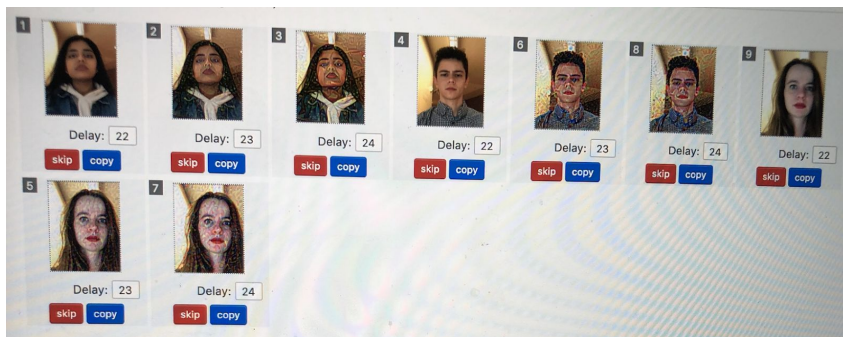 1 2 3 4 6 8 9
Delay: 22 Delay: 23 Delay: 24 Delay: 22 Delay: 23 Delay: 24 Delay: 22
skip copy skip copy skip copy skip copy skip copy skip copy skip copy
5 7
Delay: 23 Delay: 24
skip copy skip copy